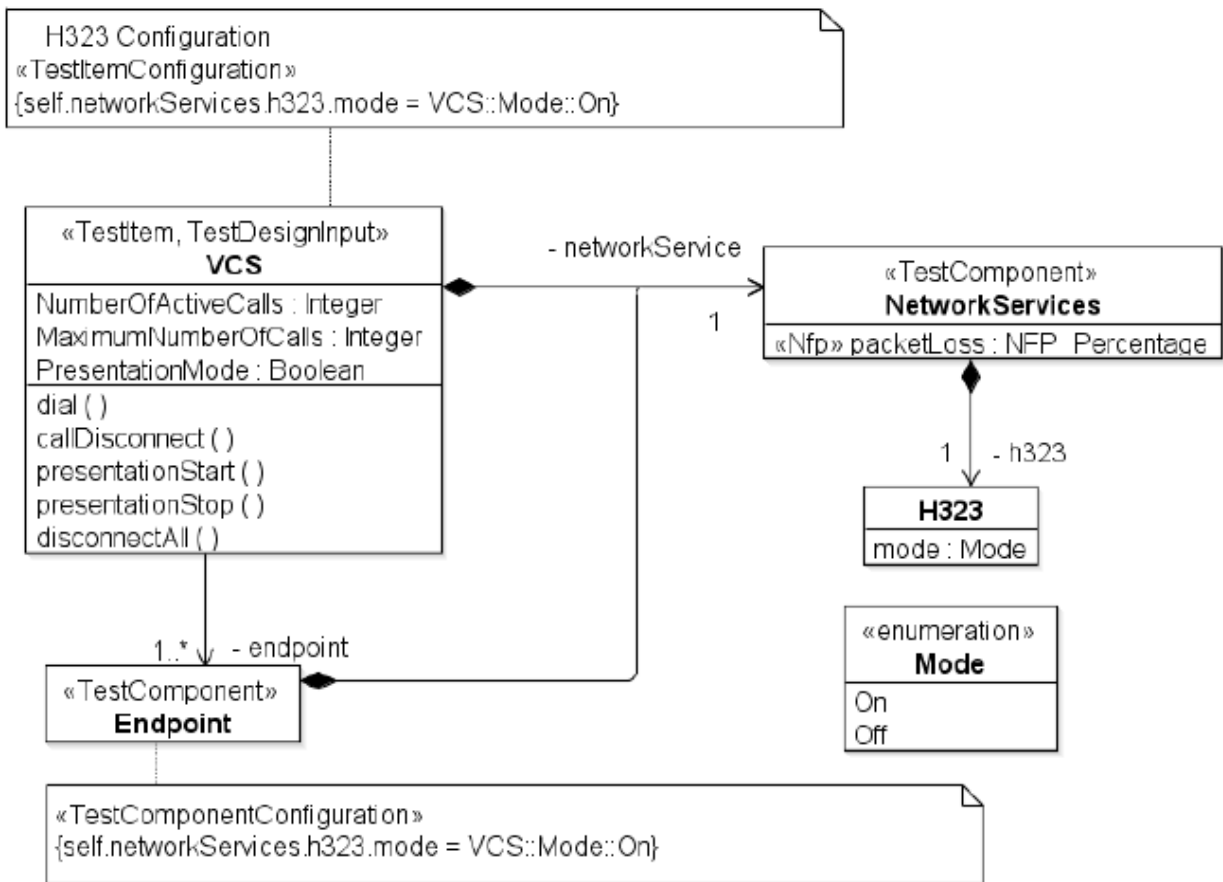 H323 Configuration
«TestItemConfiguration»
{self.networkServices.h323.mode = VCS::Mode::On}
«TestItem, TestDesignInput»
VCS
NumberOfActiveCalls : Integer
MaximumNumberOfCalls : Integer
PresentationMode : Boolean
dial ( )
callDisconnect ( )
presentationStart ( )
presentationStop ( )
disconnectAll ( )
- networkService
1
«TestComponent»
NetworkServices
«Nfp» packetLoss : NFP_Percentage
1 - h323
H323
mode : Mode
«enumeration»
Mode
On
Off
1..* - endpoint
«TestComponent»
Endpoint
«TestComponentConfiguration»
{self.networkServices.h323.mode = VCS::Mode::On}